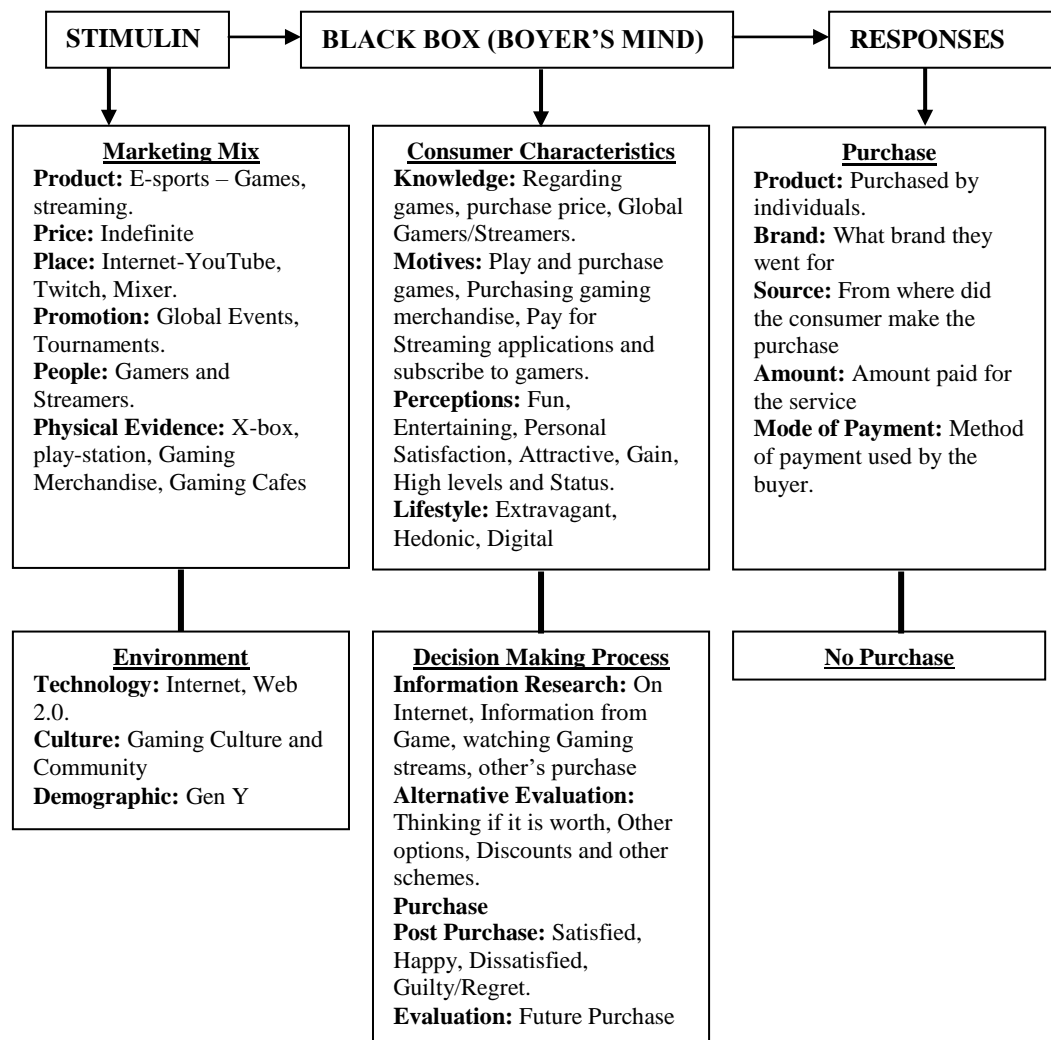 STIMULIN
BLACK BOX (BOYER'S MIND)
RESPONSES
Marketing Mix
Product: E-sports – Games,
streaming.
Price: Indefinite
Place: Internet-YouTube,
Twitch, Mixer.
Promotion: Global Events,
Tournaments.
People: Gamers and
Streamers.
Physical Evidence: X-box,
play-station, Gaming
Merchandise, Gaming Cafes
Consumer Characteristics
Knowledge: Regarding
games, purchase price, Global
Gamers/Streamers.
Motives: Play and purchase
games, Purchasing gaming
merchandise, Pay for
Streaming applications and
subscribe to gamers.
Perceptions: Fun,
Entertaining, Personal
Satisfaction, Attractive, Gain,
High levels and Status.
Lifestyle: Extravagant,
Hedonic, Digital
Purchase
Product: Purchased by
individuals.
Brand: What brand they
went for
Source: From where did
the consumer make the
purchase
Amount: Amount paid for
the service
Mode of Payment: Method
of payment used by the
buyer.
Environment
Technology: Internet, Web
2.0.
Culture: Gaming Culture and
Community
Demographic: Gen Y
Decision Making Process
Information Research: On
Internet, Information from
Game, watching Gaming
streams, other's purchase
Alternative Evaluation:
Thinking if it is worth, Other
options, Discounts and other
schemes.
Purchase
Post Purchase: Satisfied,
Happy, Dissatisfied,
Guilty/Regret.
Evaluation: Future Purchase
No Purchase